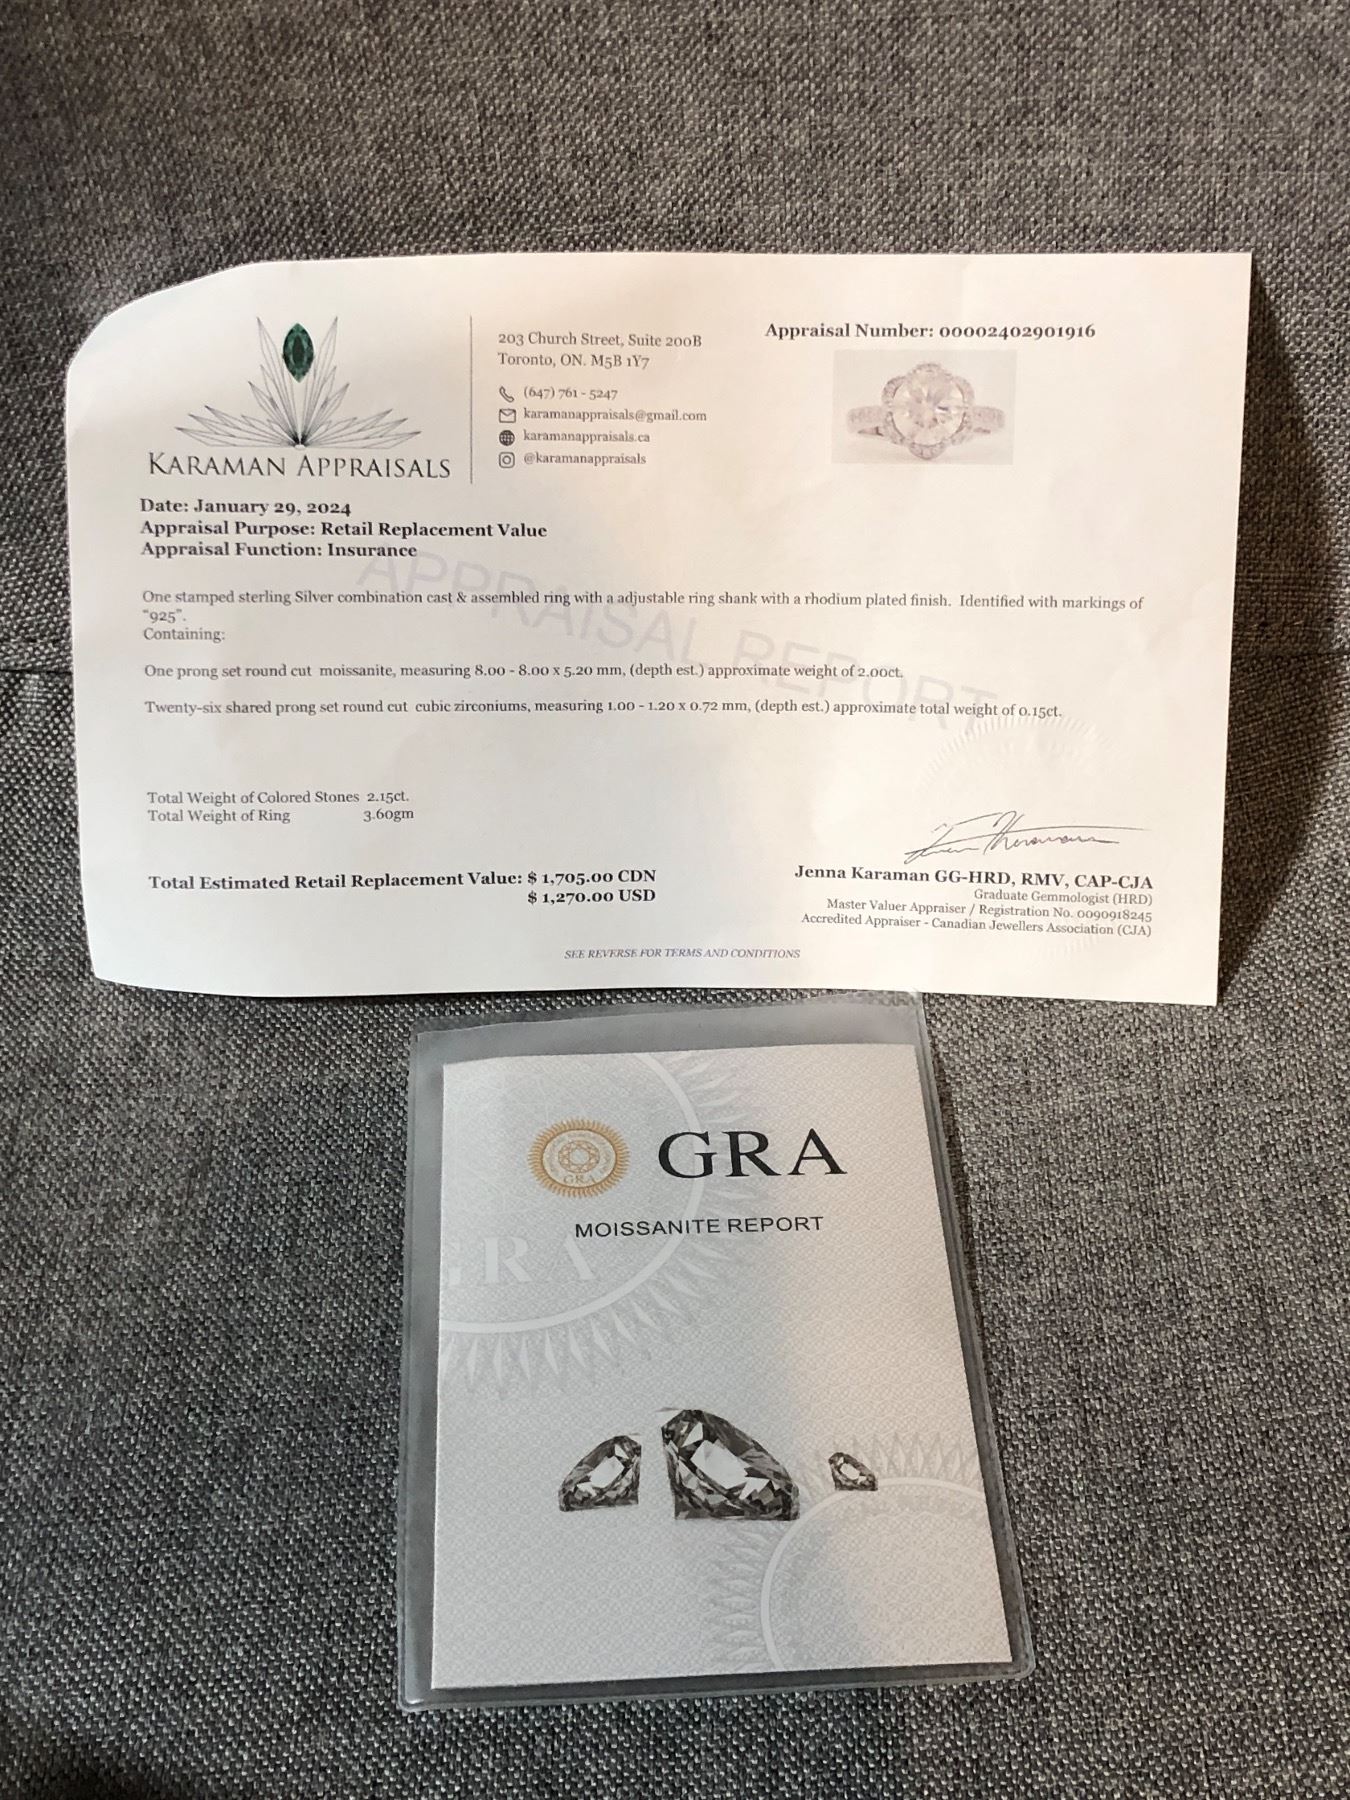 KARAMAN APPRAISALS
203 Church Street, Suite 200B
Toronto, ON. M5B 1Y7
(647) 761 - 5247
karamanappraisals@gmail.com
karamanappraisals.ca
@karamanappraisals
Appraisal Number: 00002402901916
Date: January 29, 2024
Appraisal Purpose: Retail Replacement Value
Appraisal Function: Insurance
APPRAISAL REPORT
One stamped sterling Silver combination cast & assembled ring with a adjustable ring shank with a rhodium plated finish. Identified with markings of
"925".
Containing:
One prong set round cut moissanite, measuring 8.00 - 8.00 x 5.20 mm, (depth est.) approximate weight of 2.00ct.
Twenty-six shared prong set round cut cubic zirconiums, measuring 1.00 - 1.20 x 0.72 mm, (depth est.) approximate total weight of 0.15ct.
Total Weight of Colored Stones 2.15ct.
Total Weight of Ring 3.60gm
Total Estimated Retail Replacement Value: $ 1,705.00 CDN
$ 1,270.00 USD
Jenna Karaman GG-HRD, RMV, CAP-CJA
Graduate Gemmologist (HRD)
Master Valuer Appraiser / Registration No. 0090918245
Accredited Appraiser - Canadian Jewellers Association (CJA)
SEE REVERSE FOR TERMS AND CONDITIONS
GRA
GRA
MOISSANITE REPORT
GRA